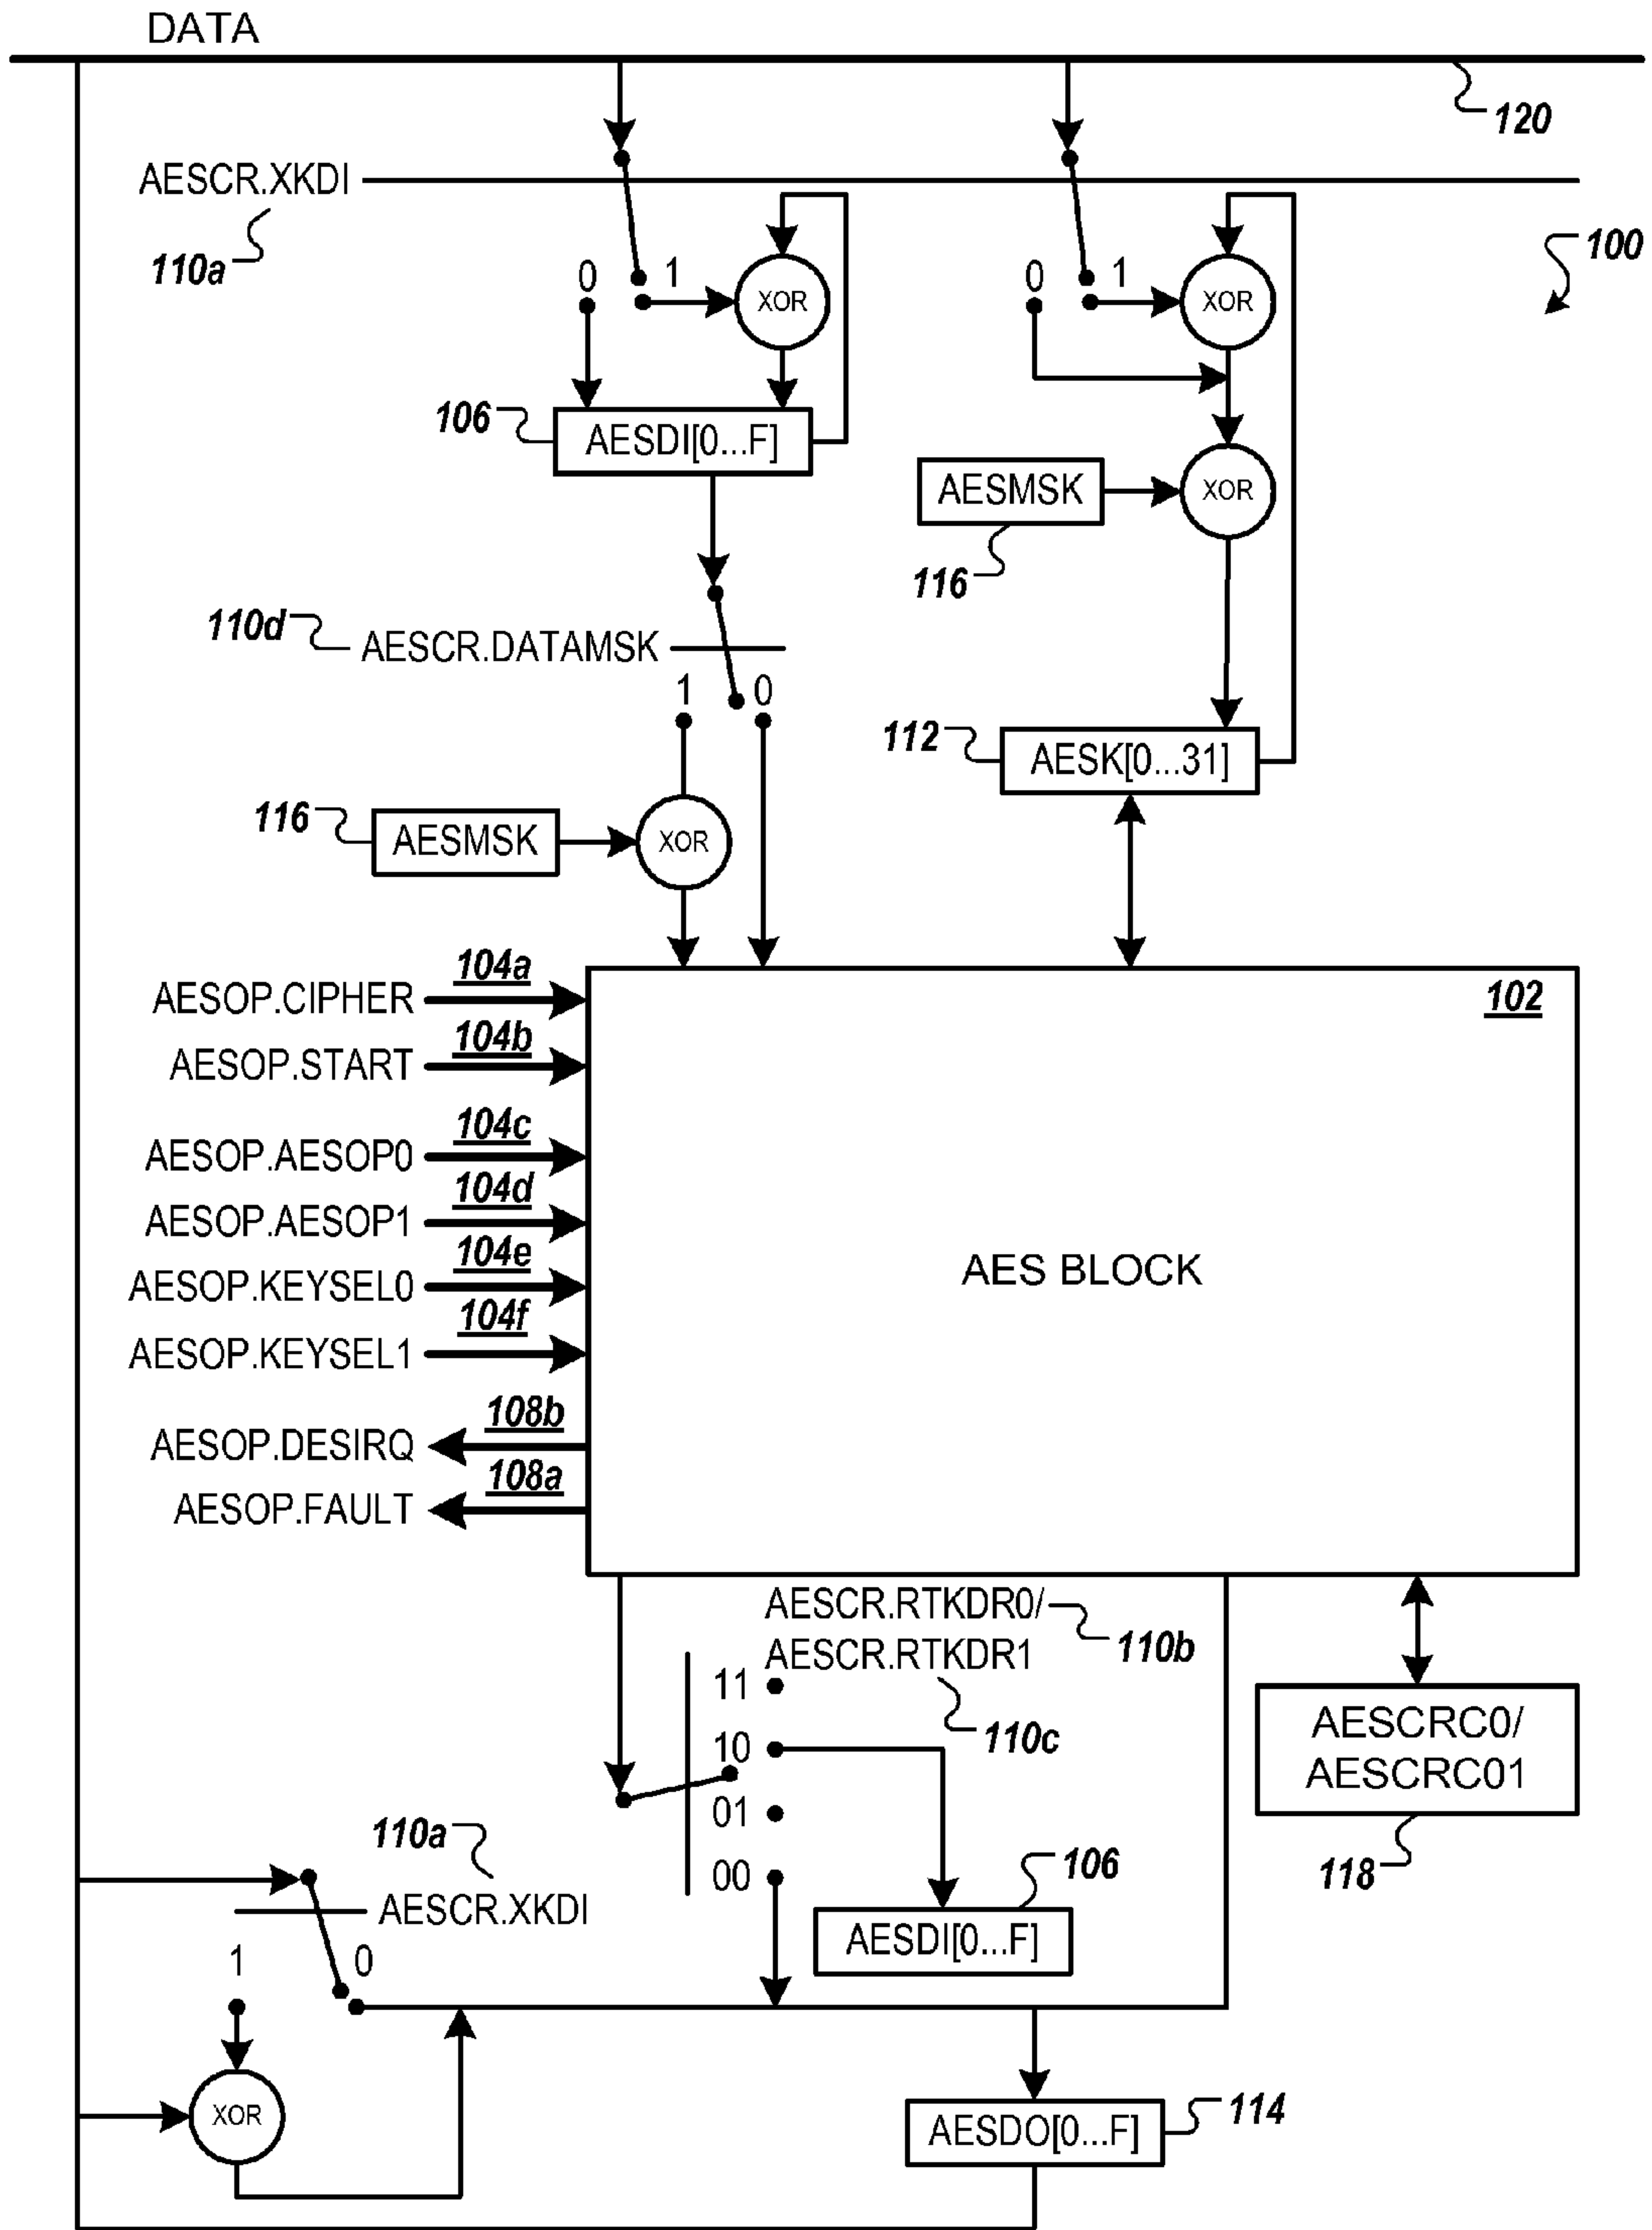 DATA
120
AESCR.XKDI
110a
100
0 1 XOR
0 1 XOR
106
AESDI[0...F]
AESMSK
XOR
116
110d
AESCR.DATAMSK
1 0
112
AESK[0...31]
116
AESMSK
XOR
104a
102
AESOP.CIPHER
104b
AESOP.START
104c
AESOP.AESOP0
104d
AESOP.AESOP1
104e
AESOP.KEYSEL0
104f
AESOP.KEYSEL1
AES BLOCK
108b
AESOP.DESIRQ
108a
AESOP.FAULT
AESCR.RTKDR0/
110b
AESCR.RTKDR1
11
110c
10
01
00
AESCRC0/
AESCRC01
118
110a
106
AESCR.XKDI
AESDI[0...F]
1 0
XOR
114
AESDO[0...F]